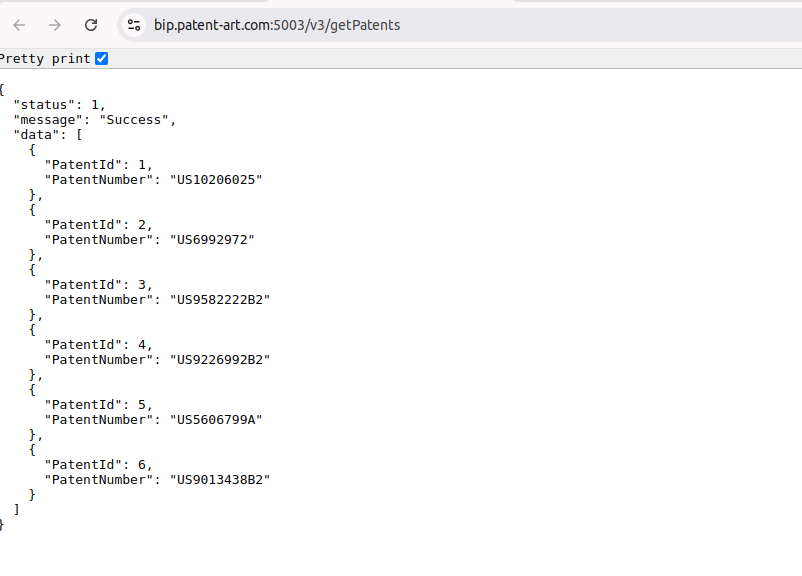 bip.patent-art.com:5003/v3/getPatents
Pretty print
{
  "status": 1,
  "message": "Success",
  "data": [
    {
      "PatentId": 1,
      "PatentNumber": "US10206025"
    },
    {
      "PatentId": 2,
      "PatentNumber": "US6992972"
    },
    {
      "PatentId": 3,
      "PatentNumber": "US9582222B2"
    },
    {
      "PatentId": 4,
      "PatentNumber": "US9226992B2"
    },
    {
      "PatentId": 5,
      "PatentNumber": "US5606799A"
    },
    {
      "PatentId": 6,
      "PatentNumber": "US9013438B2"
    }
  ]
}